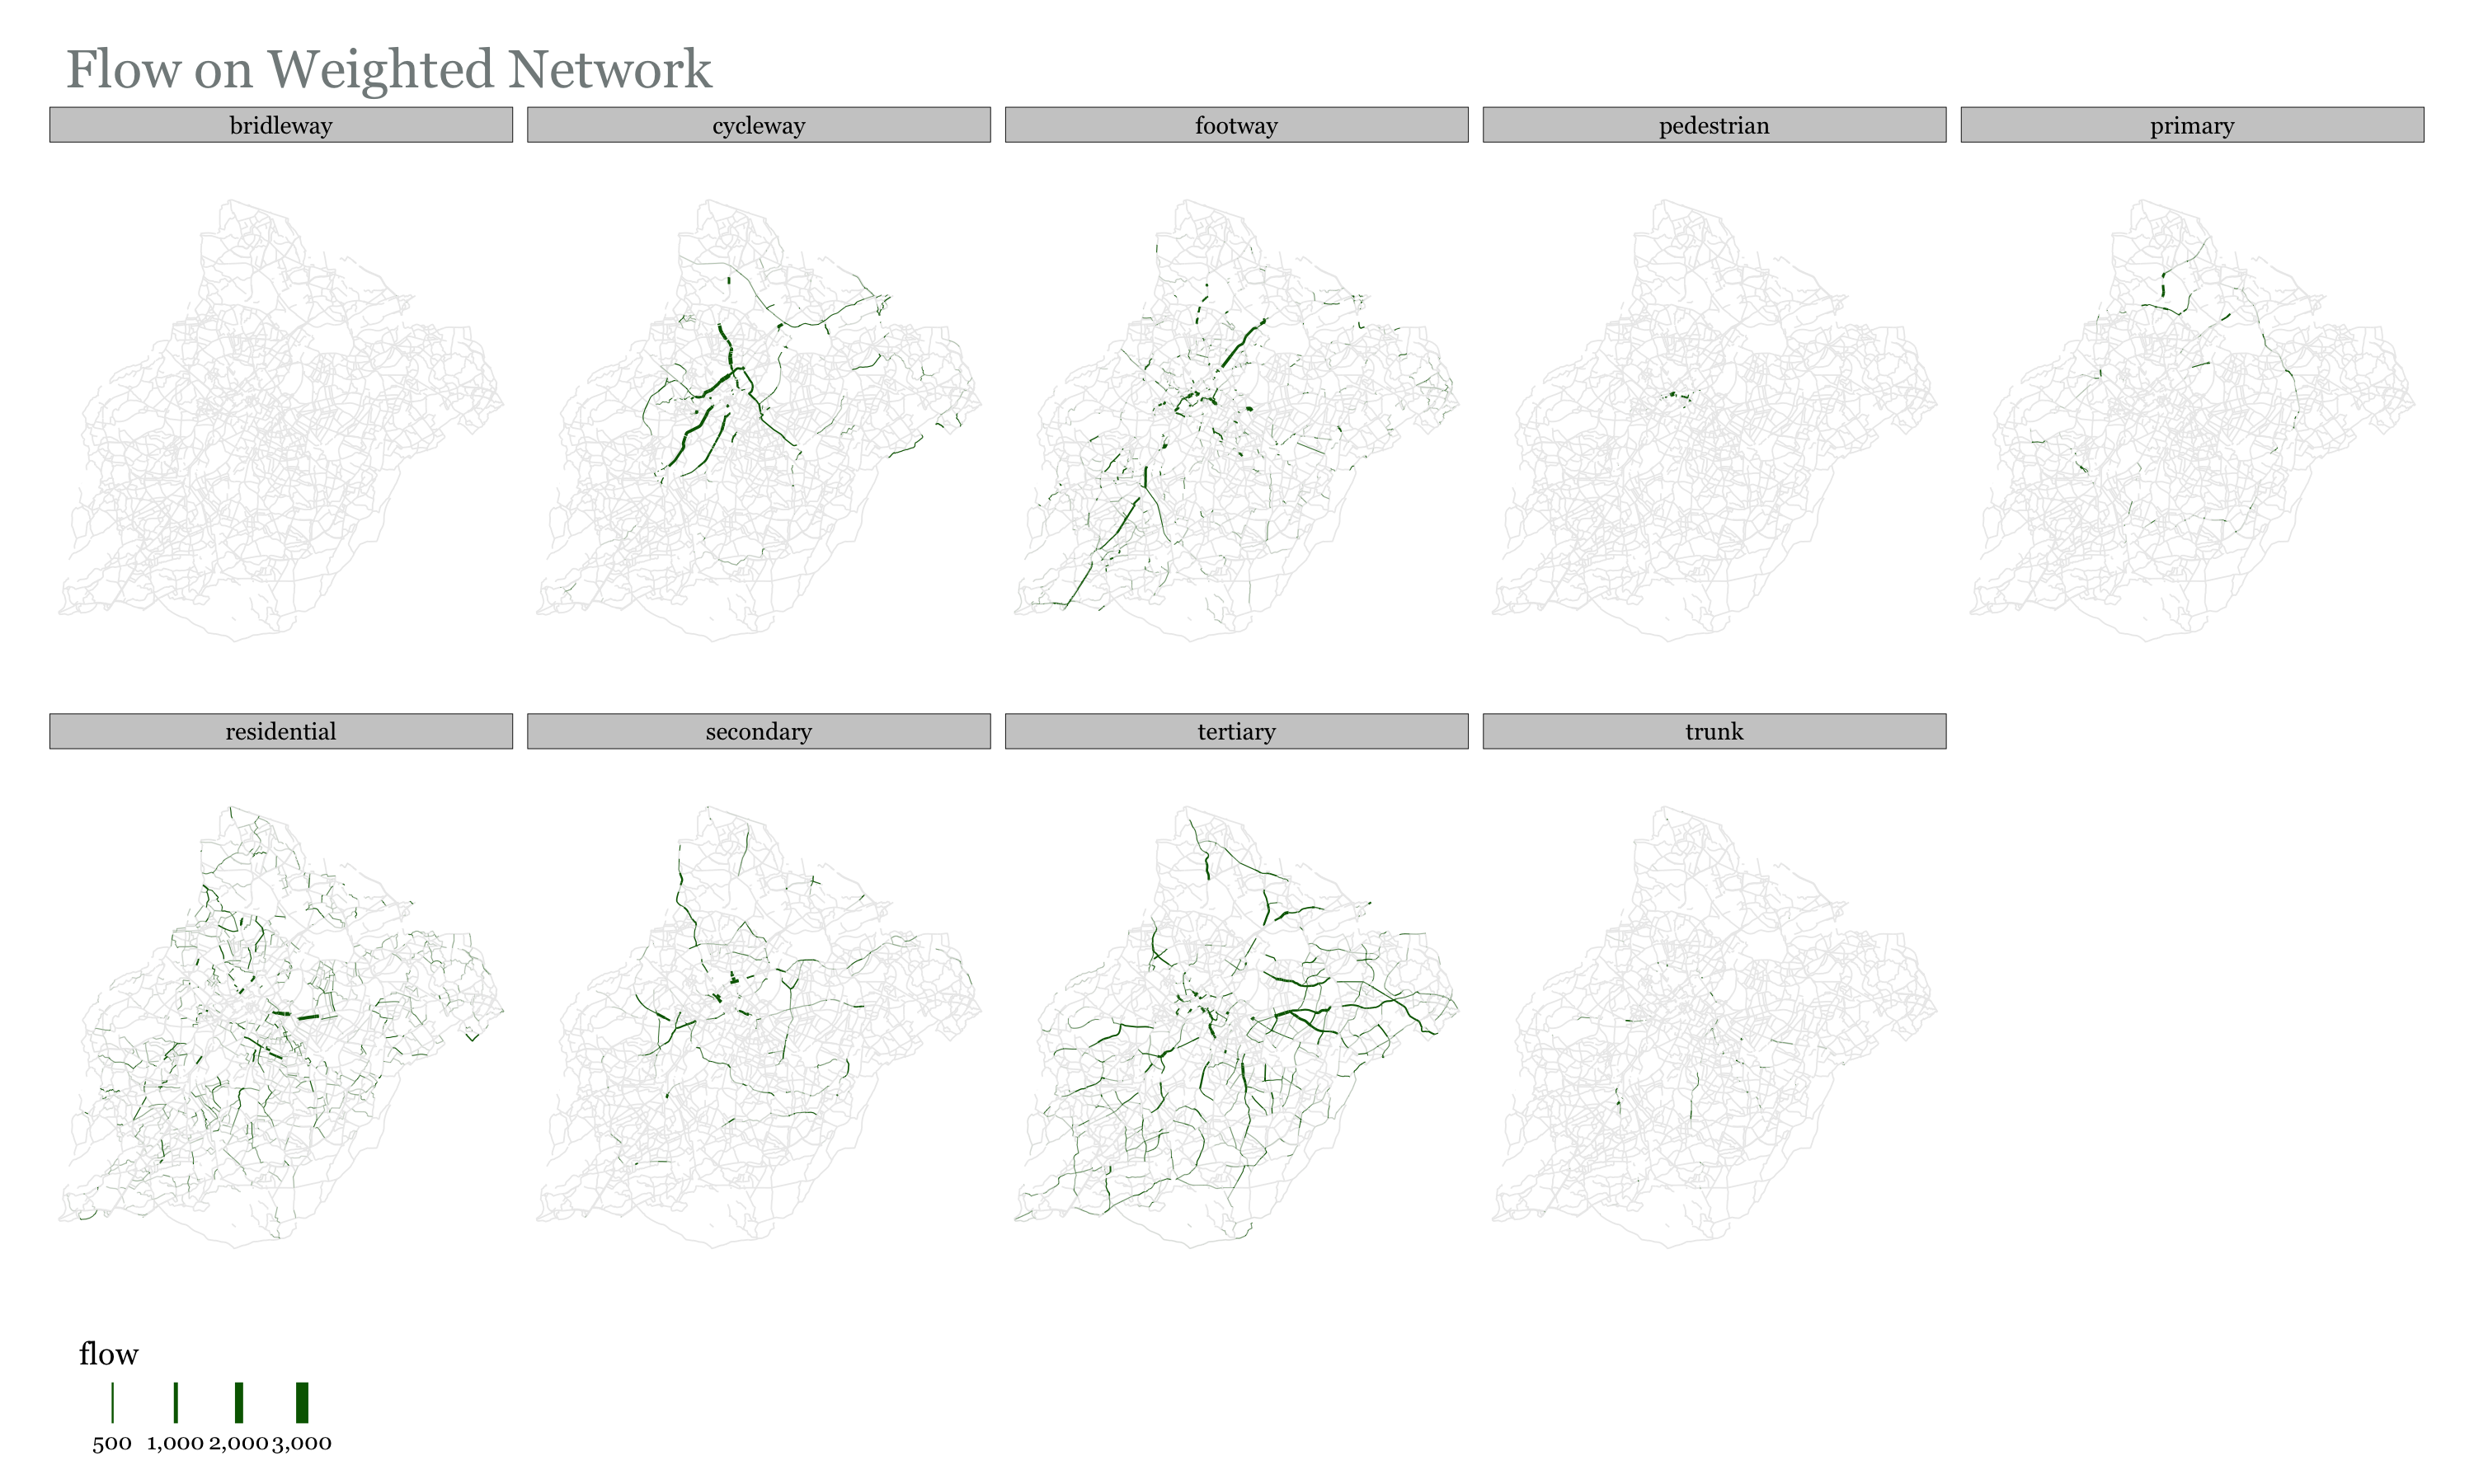 Flow on Weighted Network
bridleway cycleway footway pedestrian primary
residential secondary tertiary trunk
flow
500 1,000 2,000 3,000